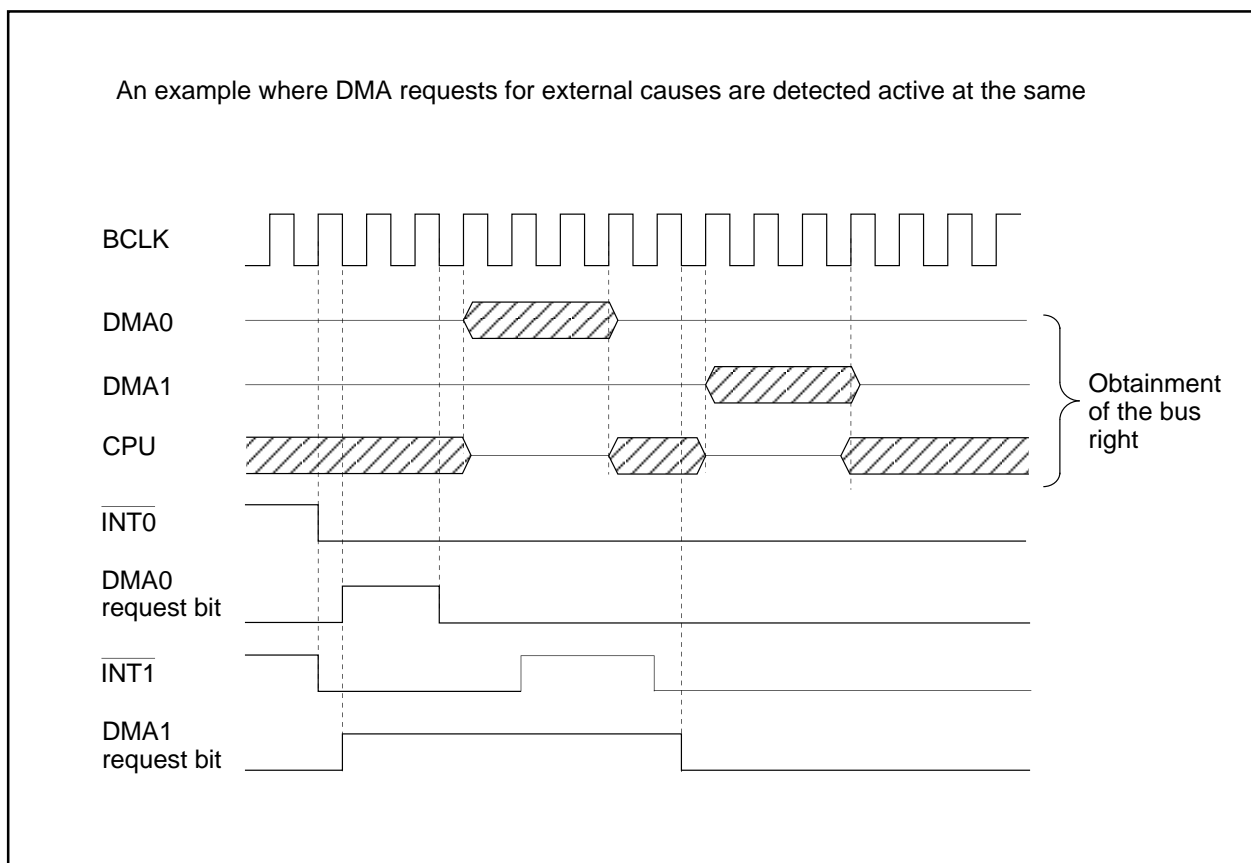 An example where DMA requests for external causes are detected active at the same
BCLK
DMA0
DMA1
CPU
Obtainment
of the bus
right
INT0
DMA0
request bit
INT1
DMA1
request bit